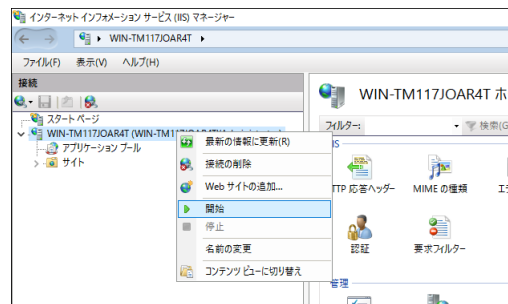 インターネット インフォメーション サービス (IIS) マネージャー
WIN-TM117JOAR4T
ファイル(F) 表示(V) ヘルプ(H)
接続
スタート ページ
WIN-TM117JOAR4T (WIN-TM117
アプリケーション プール
サイト
最新の情報に更新(R)
接続の削除
Web サイトの追加...
開始
停止
名前の変更
コンテンツ ビューに切り替え
WIN-TM117JOAR4T ホ
フィルター: 検索(G
IS
TTP 応答ヘッダー MIME の種類 エ
認証 要求フィルター
管理